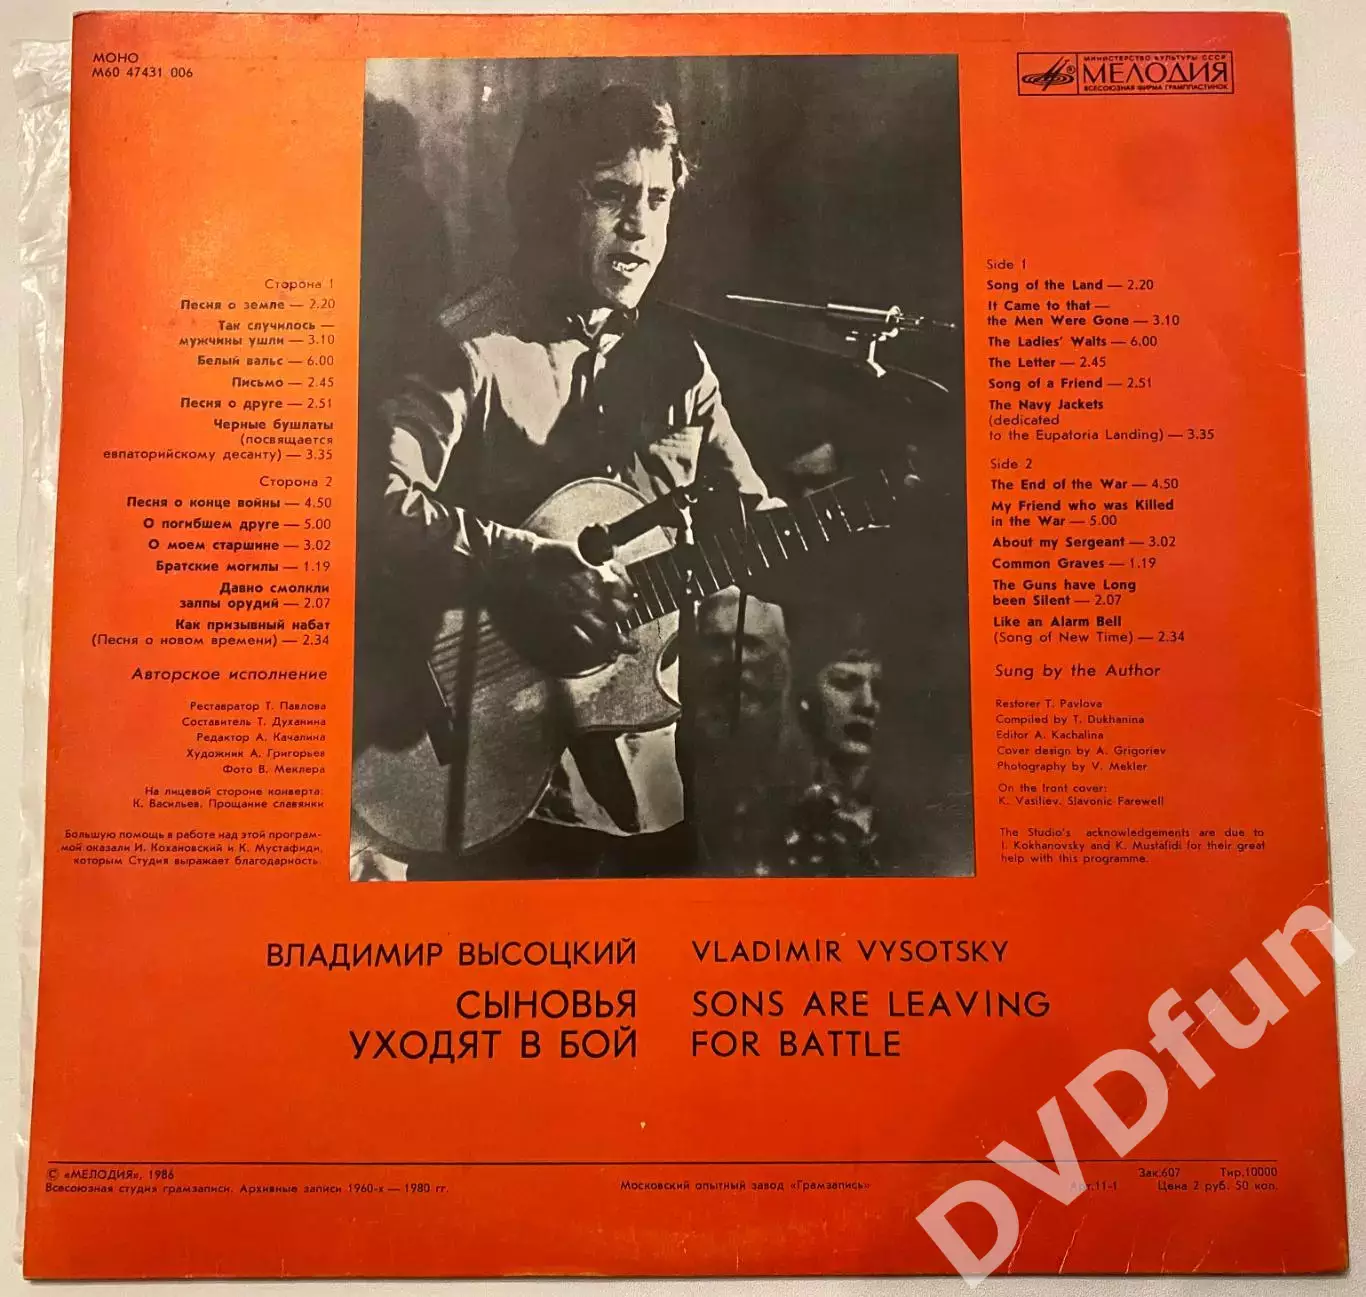 МОНО
М60 47431 006
МИНИСТЕРСТВО КУЛЬТУРЫ СССР
МЕЛОДИЯ
ВСЕСОЮЗНАЯ ФИРМА ГРАМПЛАСТИНОК
Сторона 1
Песня о земле — 2.20
Так случилось —
мужчины ушли — 3.10
Белый вальс — 6.00
Письмо — 2.45
Песня о друге — 2.51
Черные бушлаты
(посвящается
евпаторийскому десанту) — 3.35
Сторона 2
Песня о конце войны — 4.50
О погибшем друге — 5.00
О моем старшине — 3.02
Братские могилы — 1.19
Давно смолкли
залпы орудий — 2.07
Как призывный набат
(Песня о новом времени) — 2.34
Авторское исполнение
Реставратор Т. Павлова
Составитель Т. Духанина
Редактор А. Качалина
Художник А. Григорьев
Фото В. Меклера
На лицевой стороне конверта:
К. Васильев. Прощание славянки
Большую помощь в работе над этой програм-
мой оказали И. Кохановский и К. Мустафиди,
которым Студия выражает благодарность.
Side 1
Song of the Land — 2.20
It Came to that —
the Men Were Gone — 3.10
The Ladies' Walts — 6.00
The Letter — 2.45
Song of a Friend — 2.51
The Navy Jackets
(dedicated
to the Eupatoria Landing) — 3.35
Side 2
The End of the War — 4.50
My Friend who was Killed
in the War — 5.00
About my Sergeant — 3.02
Common Graves — 1.19
The Guns have Long
been Silent — 2.07
Like an Alarm Bell
(Song of New Time) — 2.34
Sung by the Author
Restorer T. Pavlova
Compiled by T. Dukhanina
Editor A. Kachalina
Cover design by A. Grigoriev
Photography by V. Mekler
On the front cover:
K. Vasiliev. Slavonic Farewell
The Studio's acknowledgements are due to
I. Kokhanovsky and K. Mustafidi for their great
help with this programme.
ВЛАДИМИР ВЫСОЦКИЙ
СЫНОВЬЯ
УХОДЯТ В БОЙ
VLADIMIR VYSOTSKY
SONS ARE LEAVING
FOR BATTLE
© «МЕЛОДИЯ», 1986
Всесоюзная студия грамзаписи. Архивные записи 1960-х — 1980 гг.
Московский опытный завод «Грамзапись»
Зак.607 Тир.10000
Арт.11-1 Цена 2 руб. 50 коп.
DVDfun